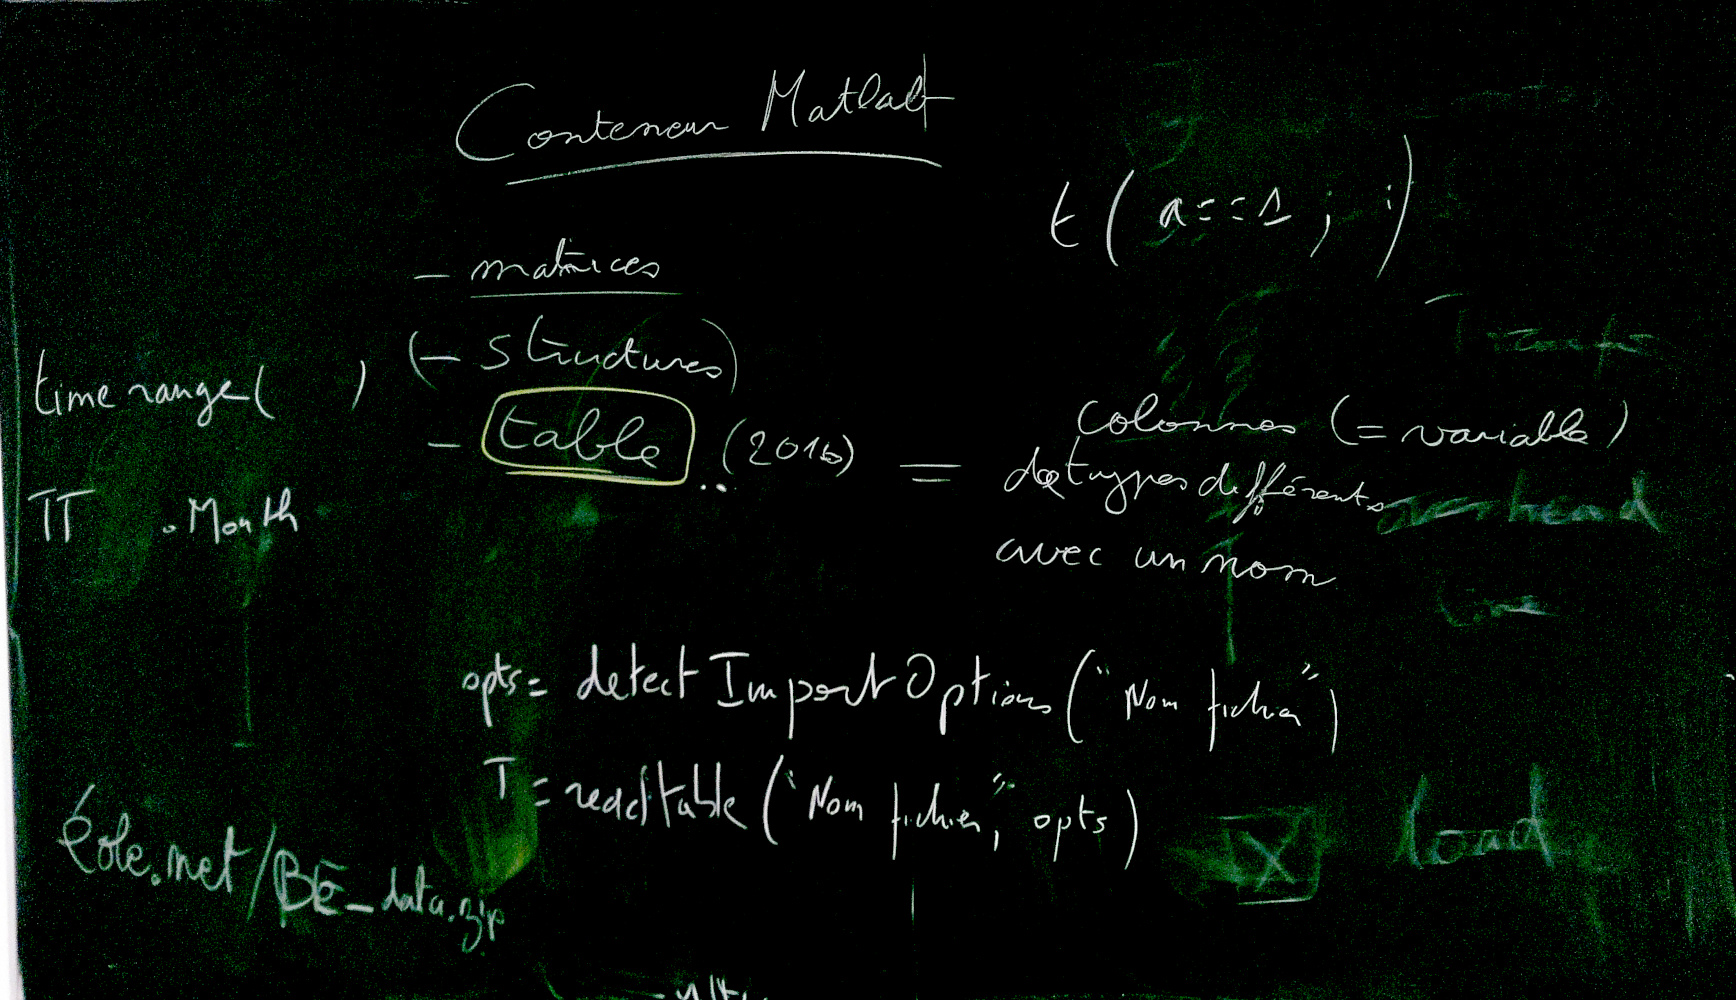 Conteneur Matlab
t ( a==1 ; : )
- matrices
(- structures)
timerange( )
- table .. (2016) = colonnes (= variable)
de types différents
avec un nom
overhead
TT .Month
time
opts = detectImportOptions ("Nom fichier")
T = readtable ("Nom fichier", opts)
load
éole.net/BE_data.zip